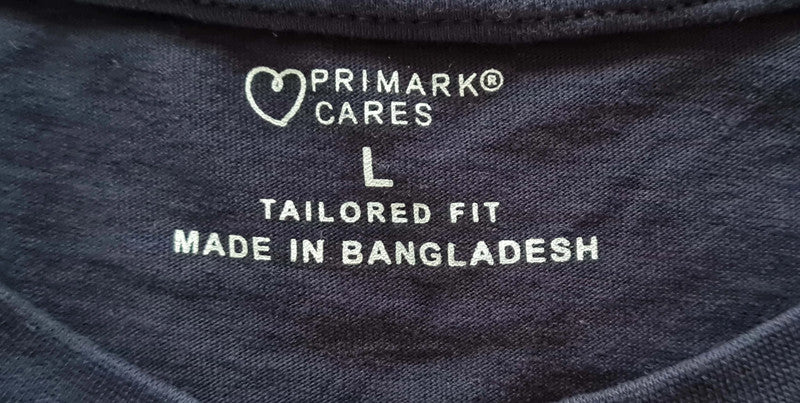 PRIMARK®
CARES
L
TAILORED FIT
MADE IN BANGLADESH